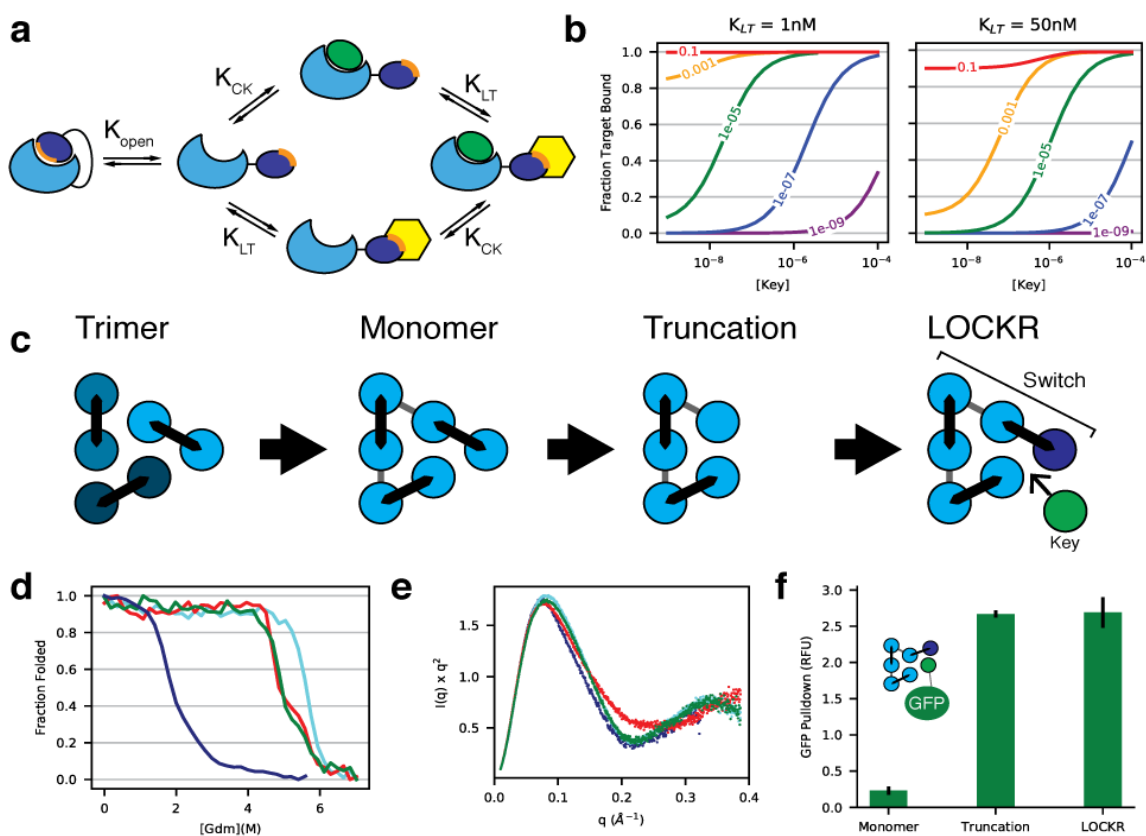 a
K_open
K_CK
K_LT
K_LT
K_CK
b
K_LT = 1nM
K_LT = 50nM
Fraction Target Bound
1.0
0.8
0.6
0.4
0.2
0.0
0.1
0.001
1e-05
1e-07
1e-09
0.1
0.001
1e-05
1e-07
1e-09
10⁻⁸
10⁻⁶
10⁻⁴
10⁻⁸
10⁻⁶
10⁻⁴
[Key]
[Key]
c
Trimer
Monomer
Truncation
LOCKR
Switch
Key
d
Fraction Folded
1.0
0.8
0.6
0.4
0.2
0.0
0
2
4
6
[Gdm](M)
e
I(q) x q²
1.5
1.0
0.5
0.0
0.1
0.2
0.3
0.4
q (Å⁻¹)
f
GFP Pulldown (RFU)
3.0
2.5
2.0
1.5
1.0
0.5
0.0
GFP
Monomer
Truncation
LOCKR